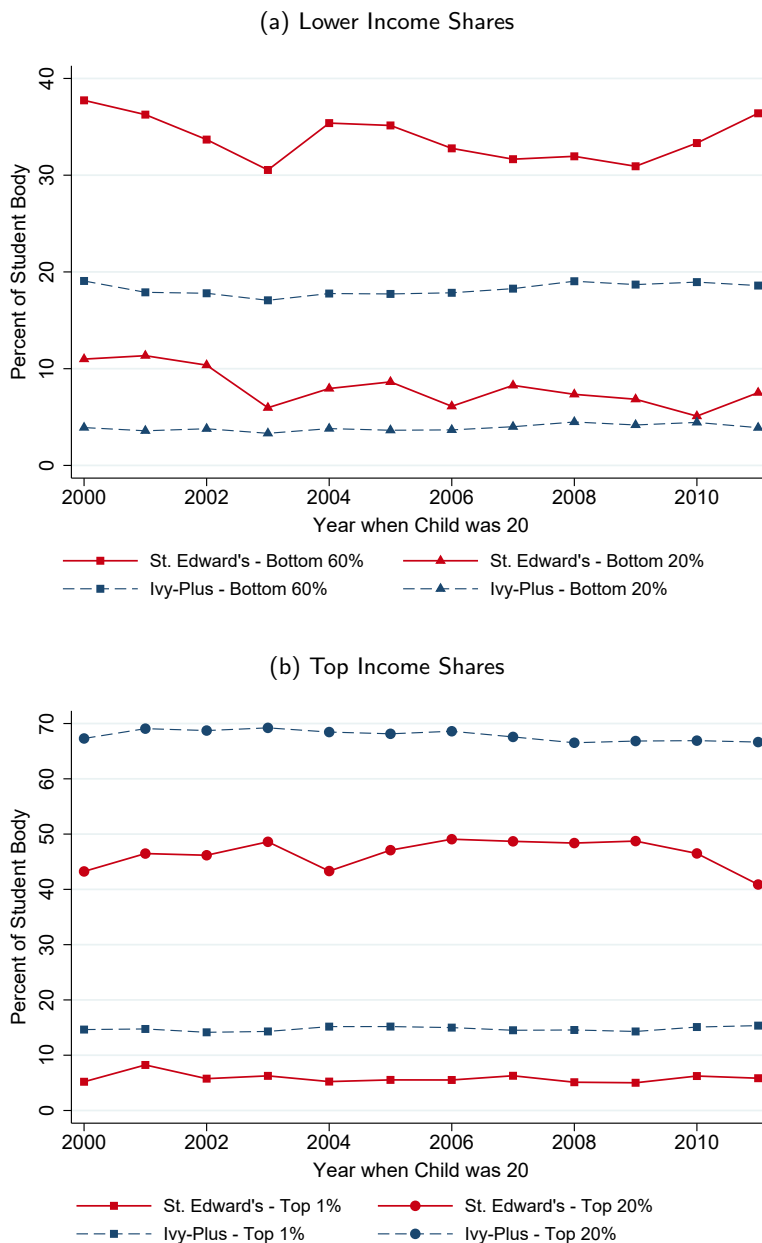 (a) Lower Income Shares
Percent of Student Body
40
30
20
10
0
2000 2002 2004 2006 2008 2010
Year when Child was 20
St. Edward's - Bottom 60% St. Edward's - Bottom 20%
Ivy-Plus - Bottom 60% Ivy-Plus - Bottom 20%
(b) Top Income Shares
Percent of Student Body
70
60
50
40
30
20
10
0
2000 2002 2004 2006 2008 2010
Year when Child was 20
St. Edward's - Top 1% St. Edward's - Top 20%
Ivy-Plus - Top 1% Ivy-Plus - Top 20%